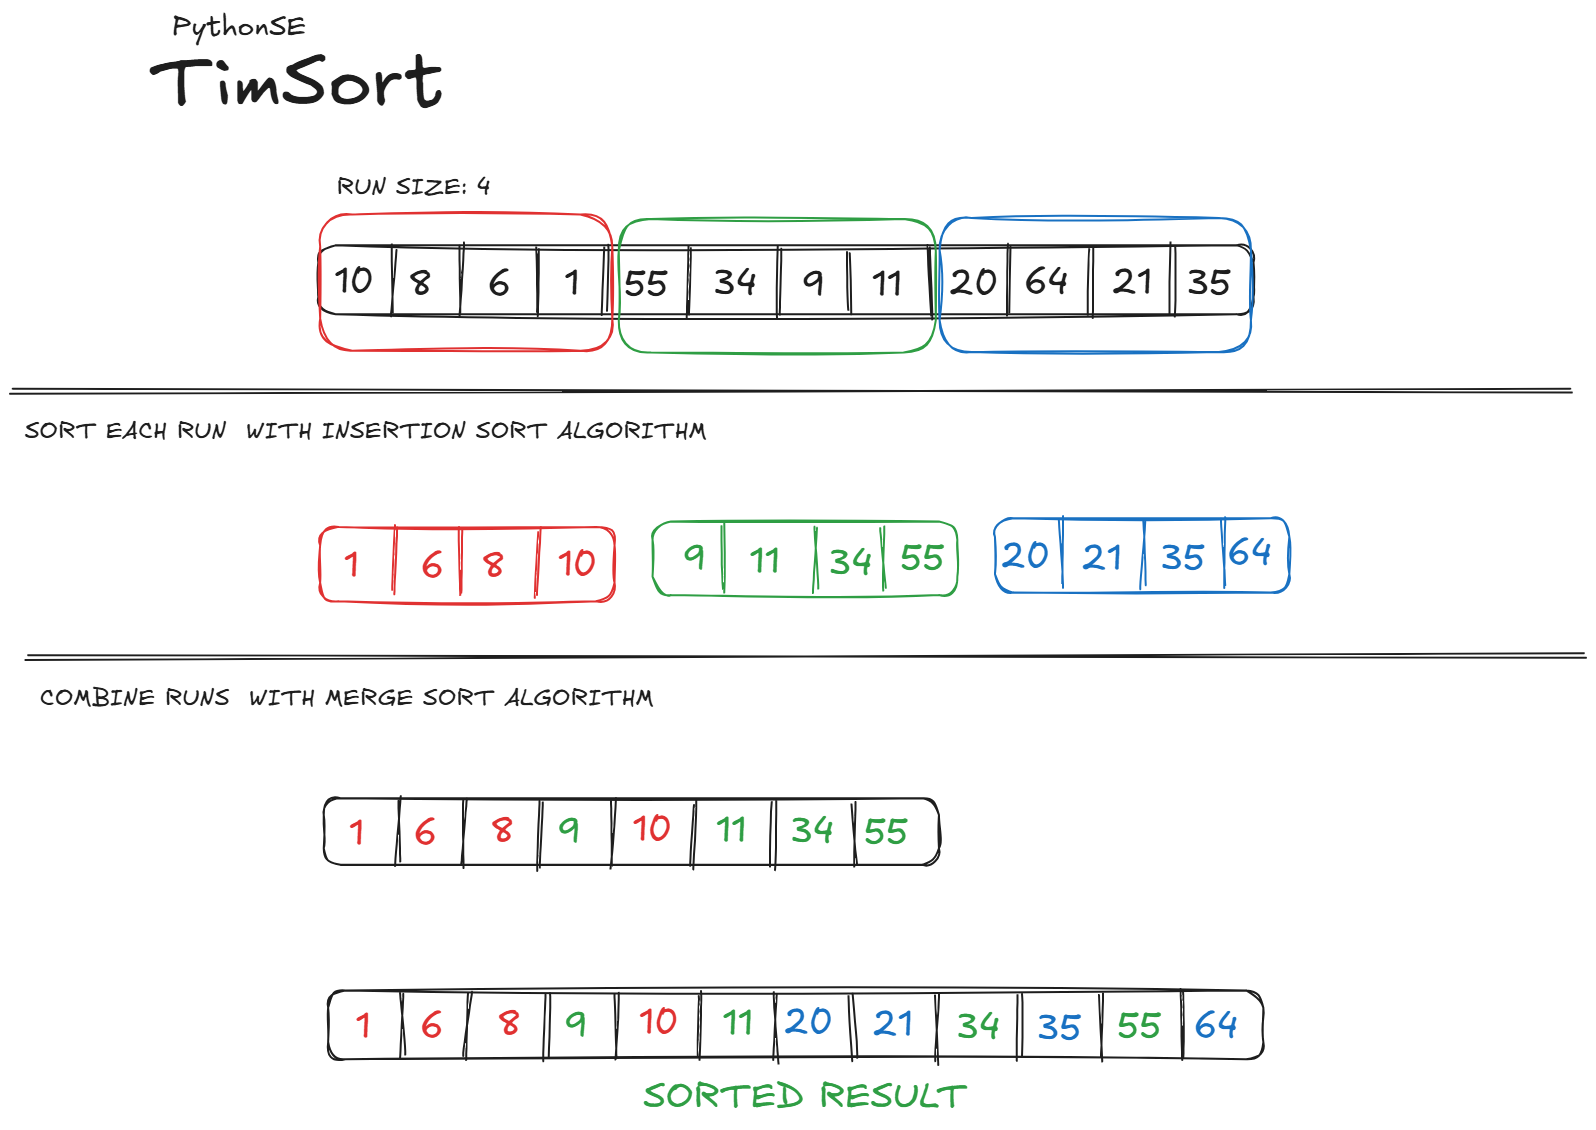 PythonSE
TimSort
RUN SIZE: 4
10 8 6 1 55 34 9 11 20 64 21 35
SORT EACH RUN WITH INSERTION SORT ALGORITHM
1 6 8 10 9 11 34 55 20 21 35 64
COMBINE RUNS WITH MERGE SORT ALGORITHM
1 6 8 9 10 11 34 55
1 6 8 9 10 11 20 21 34 35 55 64
SORTED RESULT